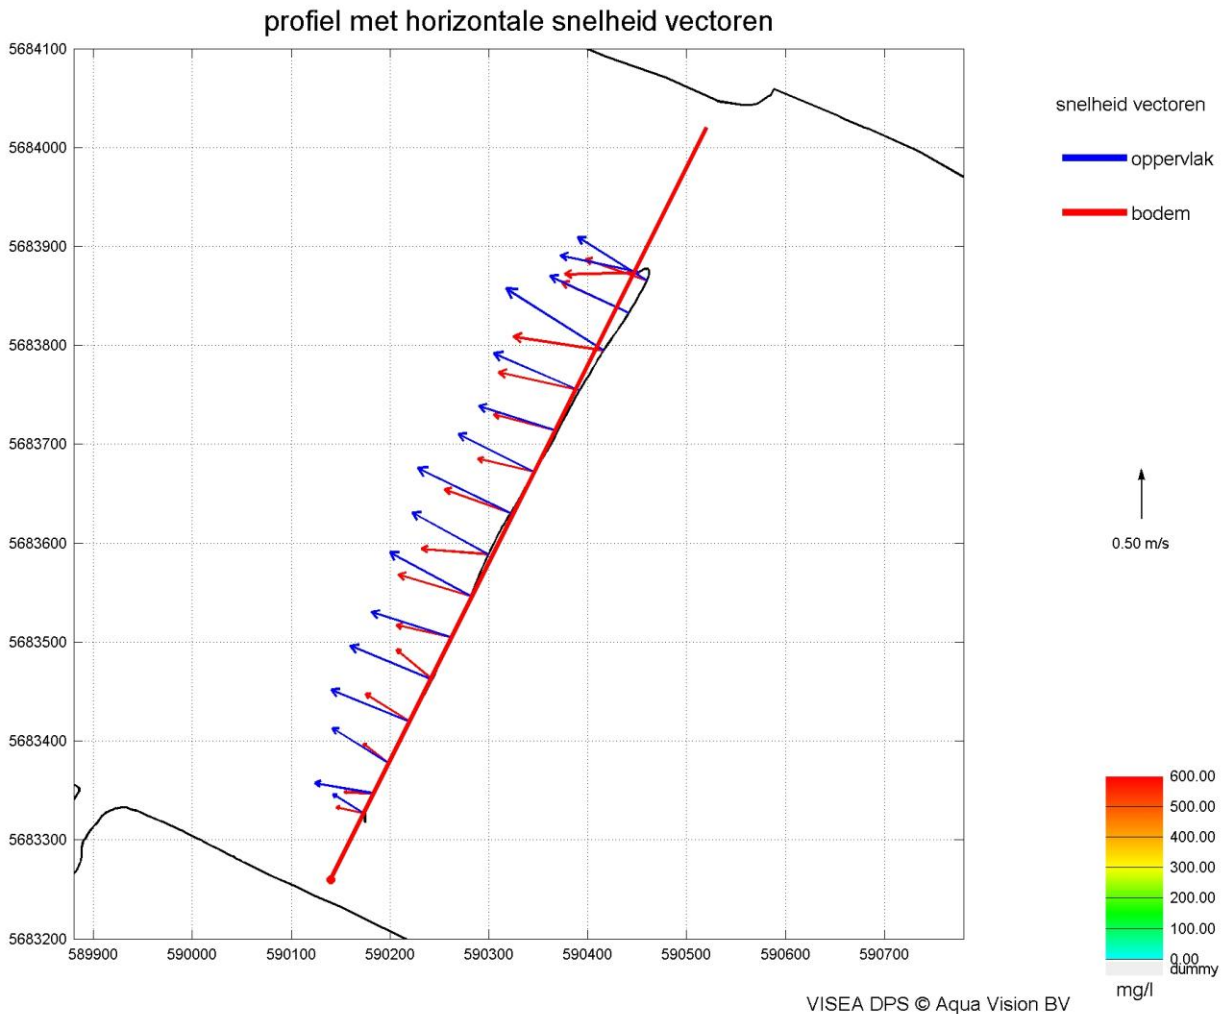 profiel met horizontale snelheid vectoren
5684100
5684000
5683900
5683800
5683700
5683600
5683500
5683400
5683300
5683200
589900 590000 590100 590200 590300 590400 590500 590600 590700
snelheid vectoren
oppervlak
bodem
0.50 m/s
600.00
500.00
400.00
300.00
200.00
100.00
0.00
dummy
mg/l
VISEA DPS © Aqua Vision BV